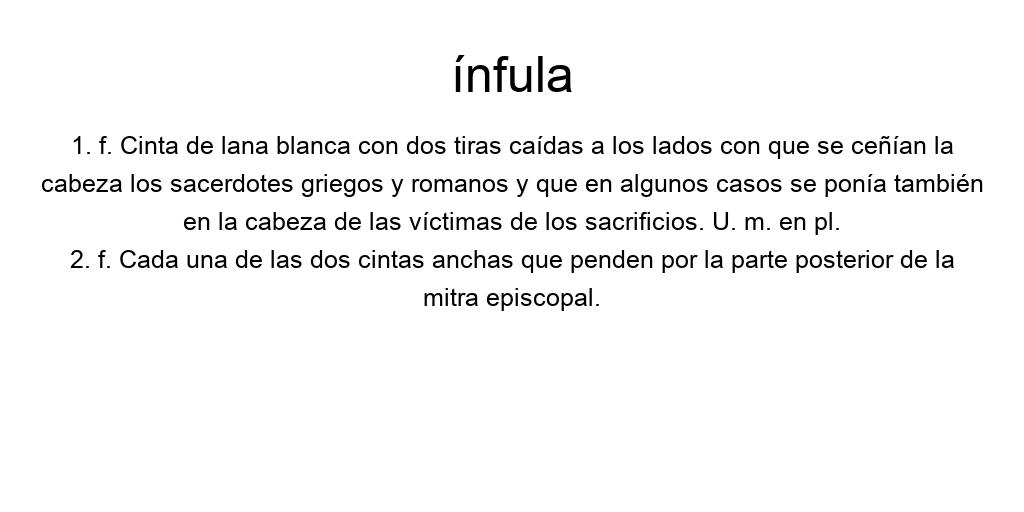 ínfula
1. f. Cinta de lana blanca con dos tiras caídas a los lados con que se ceñían la
cabeza los sacerdotes griegos y romanos y que en algunos casos se ponía también
en la cabeza de las víctimas de los sacrificios. U. m. en pl.
2. f. Cada una de las dos cintas anchas que penden por la parte posterior de la
mitra episcopal.